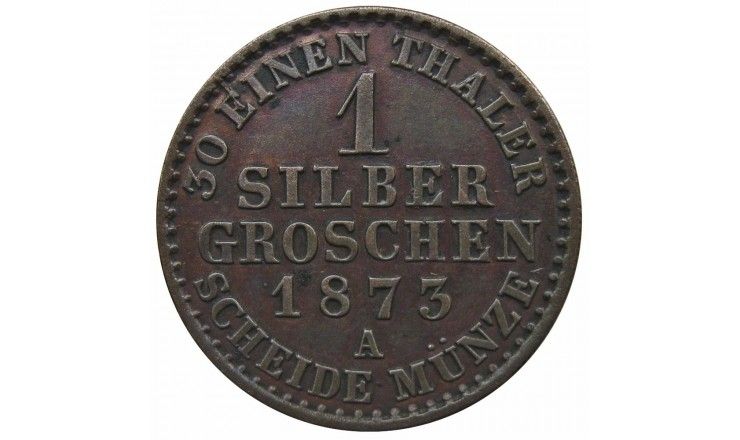 30 EINEN THALER
1
SILBER
GROSCHEN
1873
A
SCHEIDE MÜNZE